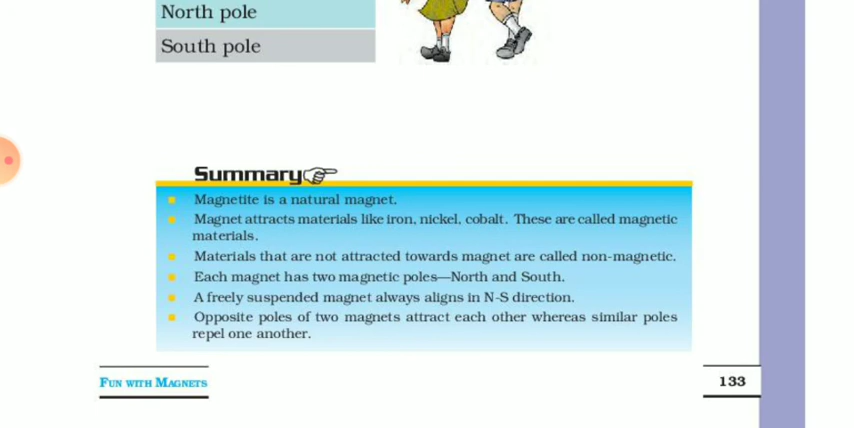 North pole
South pole
Summary
Magnetite is a natural magnet.
Magnet attracts materials like iron, nickel, cobalt. These are called magnetic
materials.
Materials that are not attracted towards magnet are called non-magnetic.
Each magnet has two magnetic poles—North and South.
A freely suspended magnet always aligns in N-S direction.
Opposite poles of two magnets attract each other whereas similar poles
repel one another.
FUN WITH MAGNETS
133